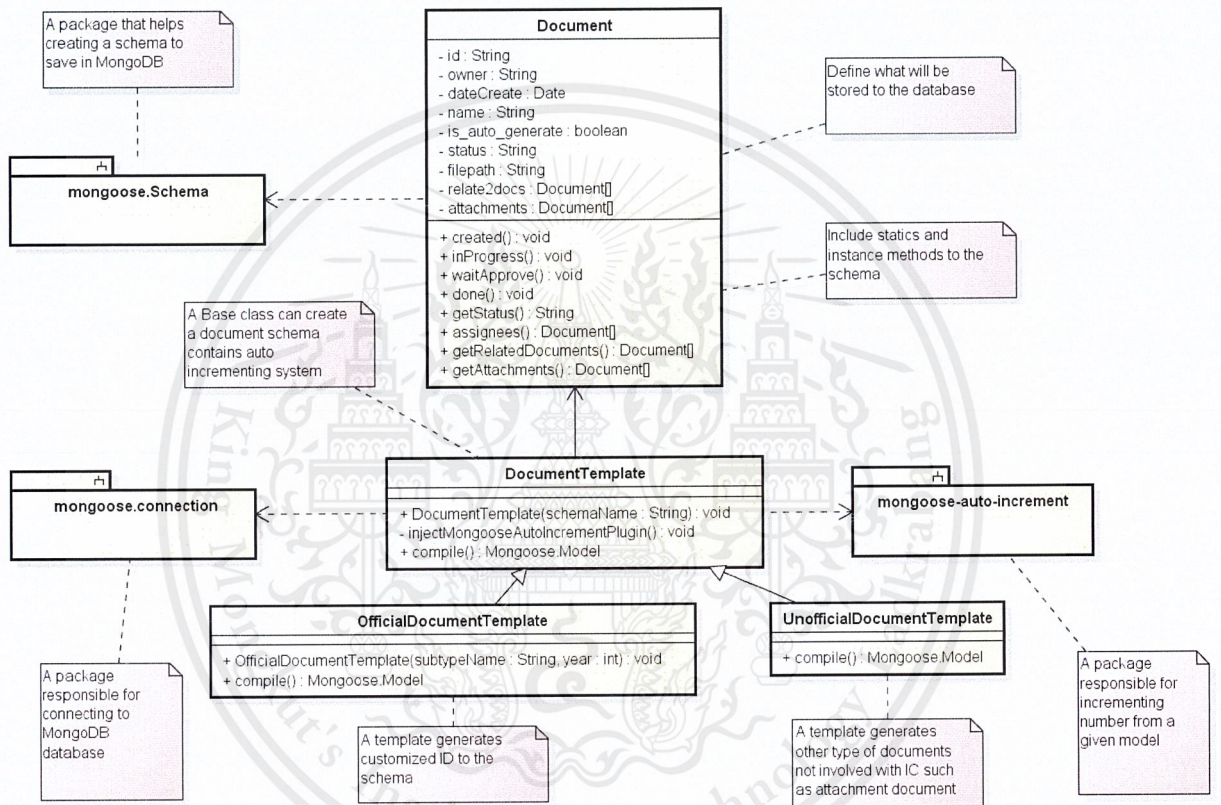 A package that helps
creating a schema to
save in MongoDB
Document
- id : String
- owner : String
- dateCreate : Date
- name : String
- is_auto_generate : boolean
- status : String
- filepath : String
- relate2docs : Document[]
- attachments : Document[]
+ created() : void
+ inProgress() : void
+ waitApprove() : void
+ done() : void
+ getStatus() : String
+ assignees() : Document[]
+ getRelatedDocuments() : Document[]
+ getAttachments() : Document[]
Define what will be
stored to the database
mongoose.Schema
Include statics and
instance methods to the
schema
A Base class can create
a document schema
contains auto
incrementing system
DocumentTemplate
+ DocumentTemplate(schemaName : String) : void
- injectMongooseAutoIncrementPlugin() : void
+ compile() : Mongoose.Model
mongoose.connection
mongoose-auto-increment
OfficialDocumentTemplate
+ OfficialDocumentTemplate(subtypeName : String, year : int) : void
+ compile() : Mongoose.Model
UnofficialDocumentTemplate
+ compile() : Mongoose.Model
A package
responsible for
connecting to
MongoDB
database
A template generates
customized ID to the
schema
A template generates
other type of documents
not involved with IC such
as attachment document
A package
responsible for
incrementing
number from a
given model
King Mongkut's